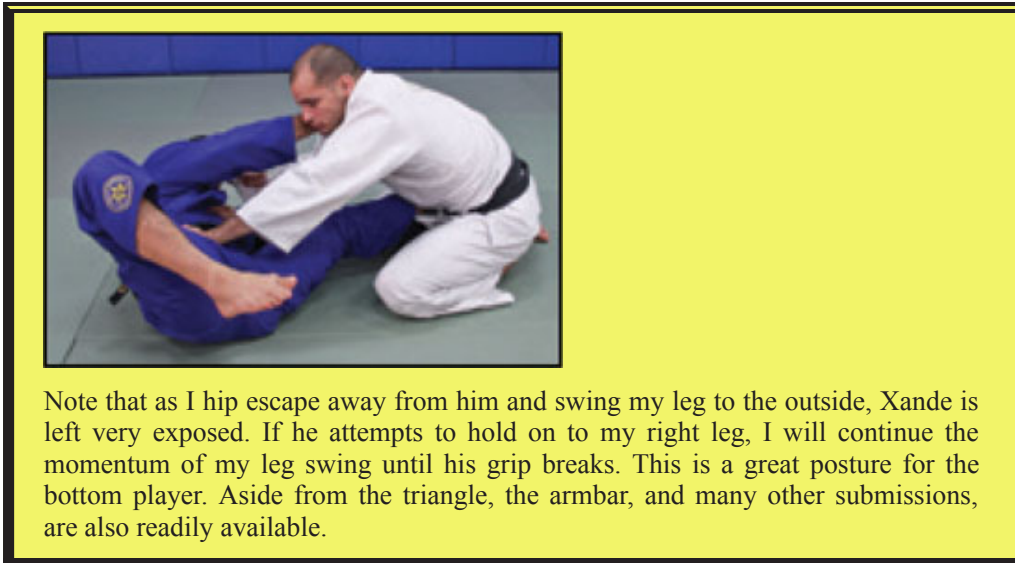 Note that as I hip escape away from him and swing my leg to the outside, Xande is
left very exposed. If he attempts to hold on to my right leg, I will continue the
momentum of my leg swing until his grip breaks. This is a great posture for the
bottom player. Aside from the triangle, the armbar, and many other submissions,
are also readily available.